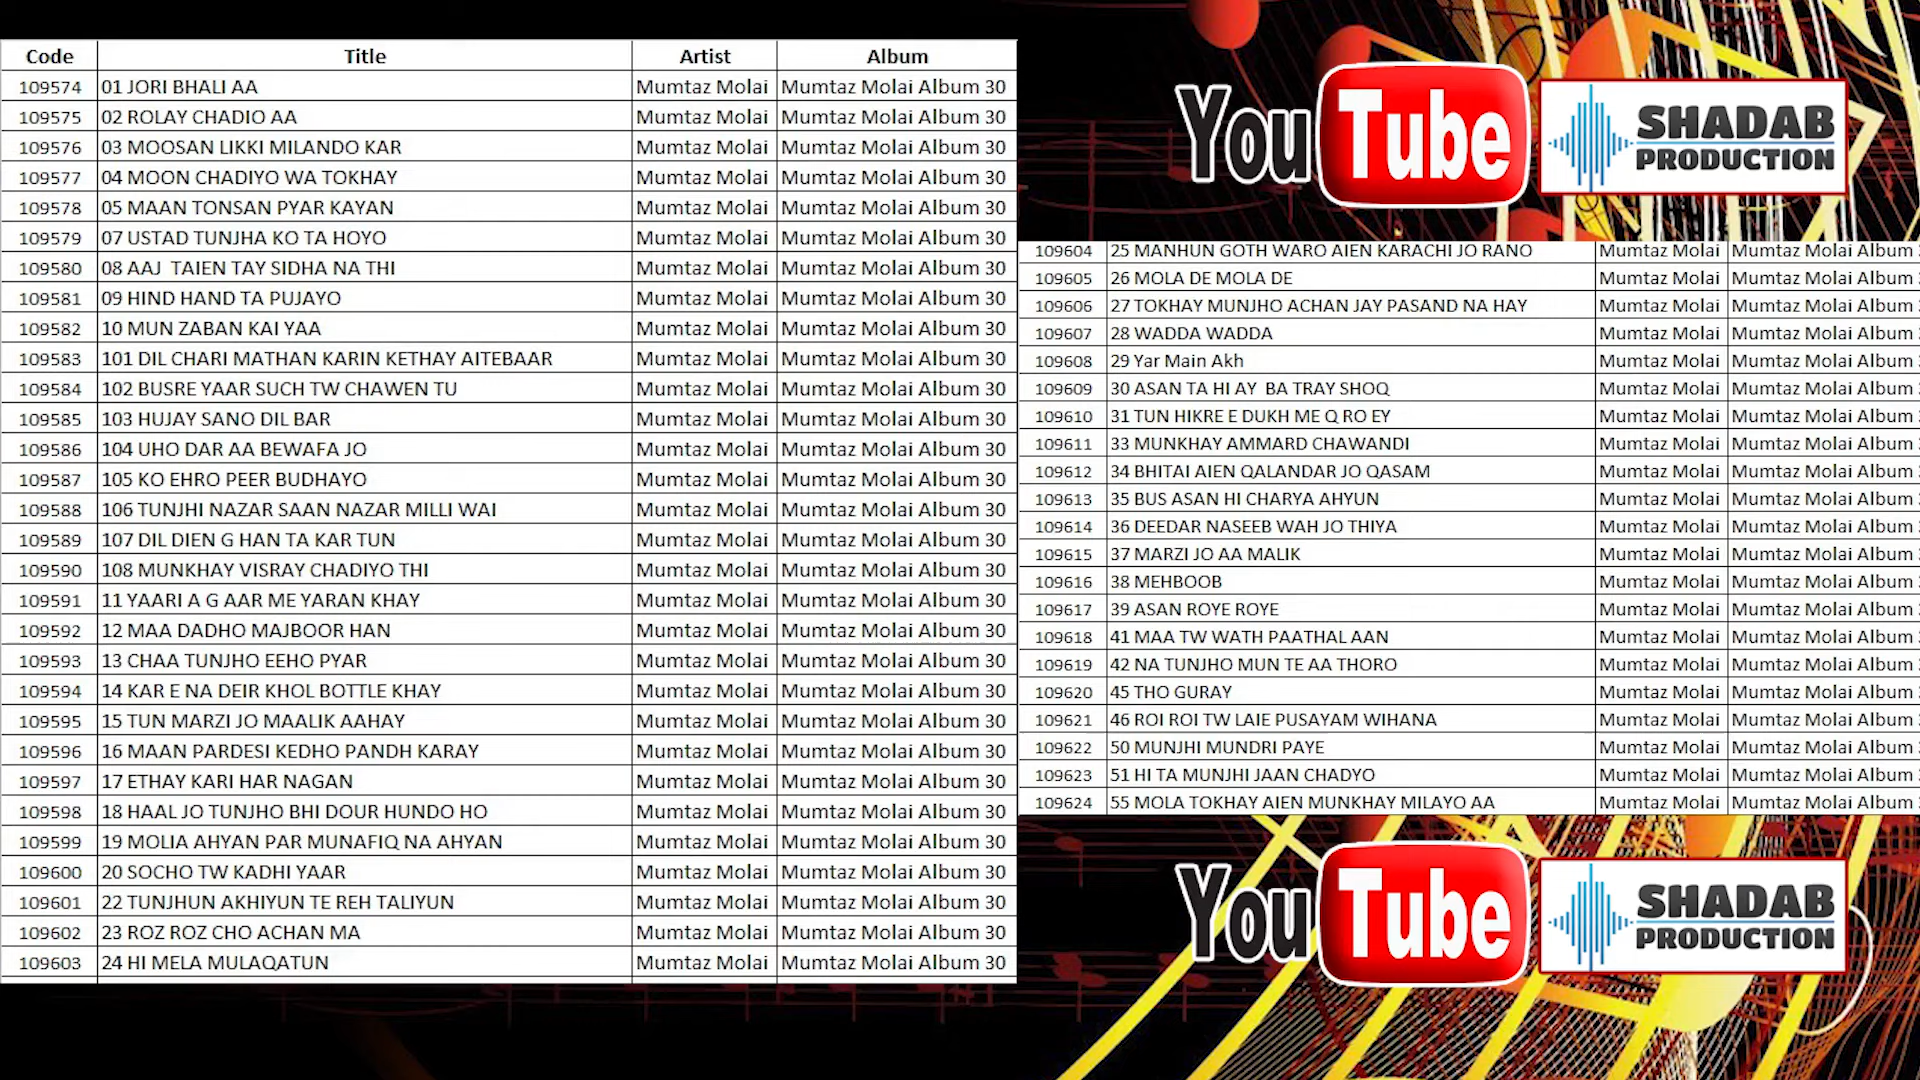 Code Title Artist Album
109574 01 JORI BHALI AA Mumtaz Molai Mumtaz Molai Album 30
109575 02 ROLAY CHADIO AA Mumtaz Molai Mumtaz Molai Album 30
109576 03 MOOSAN LIKKI MILANDO KAR Mumtaz Molai Mumtaz Molai Album 30
109577 04 MOON CHADIYO WA TOKHAY Mumtaz Molai Mumtaz Molai Album 30
109578 05 MAAN TONSAN PYAR KAYAN Mumtaz Molai Mumtaz Molai Album 30
109579 07 USTAD TUNJHA KO TA HOYO Mumtaz Molai Mumtaz Molai Album 30
109580 08 AAJ  TAIEN TAY SIDHA NA THI Mumtaz Molai Mumtaz Molai Album 30
109581 09 HIND HAND TA PUJAYO Mumtaz Molai Mumtaz Molai Album 30
109582 10 MUN ZABAN KAI YAA Mumtaz Molai Mumtaz Molai Album 30
109583 101 DIL CHARI MATHAN KARIN KETHAY AITEBAAR Mumtaz Molai Mumtaz Molai Album 30
109584 102 BUSRE YAAR SUCH TW CHAWEN TU Mumtaz Molai Mumtaz Molai Album 30
109585 103 HUJAY SANO DIL BAR Mumtaz Molai Mumtaz Molai Album 30
109586 104 UHO DAR AA BEWAFA JO Mumtaz Molai Mumtaz Molai Album 30
109587 105 KO EHRO PEER BUDHAYO Mumtaz Molai Mumtaz Molai Album 30
109588 106 TUNJHI NAZAR SAAN NAZAR MILLI WAI Mumtaz Molai Mumtaz Molai Album 30
109589 107 DIL DIEN G HAN TA KAR TUN Mumtaz Molai Mumtaz Molai Album 30
109590 108 MUNKHAY VISRAY CHADIYO THI Mumtaz Molai Mumtaz Molai Album 30
109591 11 YAARI A G AAR ME YARAN KHAY Mumtaz Molai Mumtaz Molai Album 30
109592 12 MAA DADHO MAJBOOR HAN Mumtaz Molai Mumtaz Molai Album 30
109593 13 CHAA TUNJHO EEHO PYAR Mumtaz Molai Mumtaz Molai Album 30
109594 14 KAR E NA DEIR KHOL BOTTLE KHAY Mumtaz Molai Mumtaz Molai Album 30
109595 15 TUN MARZI JO MAALIK AAHAY Mumtaz Molai Mumtaz Molai Album 30
109596 16 MAAN PARDESI KEDHO PANDH KARAY Mumtaz Molai Mumtaz Molai Album 30
109597 17 ETHAY KARI HAR NAGAN Mumtaz Molai Mumtaz Molai Album 30
109598 18 HAAL JO TUNJHO BHI DOUR HUNDO HO Mumtaz Molai Mumtaz Molai Album 30
109599 19 MOLIA AHYAN PAR MUNAFIQ NA AHYAN Mumtaz Molai Mumtaz Molai Album 30
109600 20 SOCHO TW KADHI YAAR Mumtaz Molai Mumtaz Molai Album 30
109601 22 TUNJHUN AKHIYUN TE REH TALIYUN Mumtaz Molai Mumtaz Molai Album 30
109602 23 ROZ ROZ CHO ACHAN MA Mumtaz Molai Mumtaz Molai Album 30
109603 24 HI MELA MULAQATUN Mumtaz Molai Mumtaz Molai Album 30
YouTube
SHADAB
PRODUCTION
109604 25 MANHUN GOTH WARO AIEN KARACHI JO RANO Mumtaz Molai Mumtaz Molai Album
109605 26 MOLA DE MOLA DE Mumtaz Molai Mumtaz Molai Album
109606 27 TOKHAY MUNJHO ACHAN JAY PASAND NA HAY Mumtaz Molai Mumtaz Molai Album
109607 28 WADDA WADDA Mumtaz Molai Mumtaz Molai Album
109608 29 Yar Main Akh Mumtaz Molai Mumtaz Molai Album
109609 30 ASAN TA HI AY  BA TRAY SHOQ Mumtaz Molai Mumtaz Molai Album
109610 31 TUN HIKRE E DUKH ME Q RO EY Mumtaz Molai Mumtaz Molai Album
109611 33 MUNKHAY AMMARD CHAWANDI Mumtaz Molai Mumtaz Molai Album
109612 34 BHITAI AIEN QALANDAR JO QASAM Mumtaz Molai Mumtaz Molai Album
109613 35 BUS ASAN HI CHARYA AHYUN Mumtaz Molai Mumtaz Molai Album
109614 36 DEEDAR NASEEB WAH JO THIYA Mumtaz Molai Mumtaz Molai Album
109615 37 MARZI JO AA MALIK Mumtaz Molai Mumtaz Molai Album
109616 38 MEHBOOB Mumtaz Molai Mumtaz Molai Album
109617 39 ASAN ROYE ROYE Mumtaz Molai Mumtaz Molai Album
109618 41 MAA TW WATH PAATHAL AAN Mumtaz Molai Mumtaz Molai Album
109619 42 NA TUNJHO MUN TE AA THORO Mumtaz Molai Mumtaz Molai Album
109620 45 THO GURAY Mumtaz Molai Mumtaz Molai Album
109621 46 ROI ROI TW LAIE PUSAYAM WIHANA Mumtaz Molai Mumtaz Molai Album
109622 50 MUNJHI MUNDRI PAYE Mumtaz Molai Mumtaz Molai Album
109623 51 HI TA MUNJHI JAAN CHADYO Mumtaz Molai Mumtaz Molai Album
109624 55 MOLA TOKHAY AIEN MUNKHAY MILAYO AA Mumtaz Molai Mumtaz Molai Album
YouTube
SHADAB
PRODUCTION